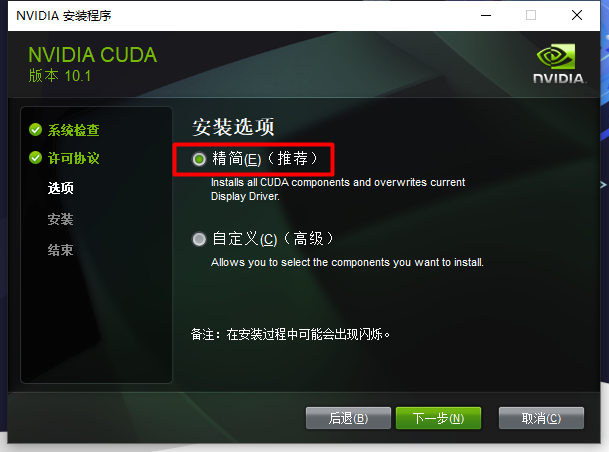 NVIDIA 安装程序
NVIDIA CUDA
版本 10.1
NVIDIA.
系统检查
许可协议
选项
安装
结束
安装选项
精简(E)（推荐）
Installs all CUDA components and overwrites current
Display Driver.
自定义(C)（高级）
Allows you to select the components you want to install.
备注：在安装过程中可能会出现闪烁。
后退(B)
下一步(N)
取消(C)